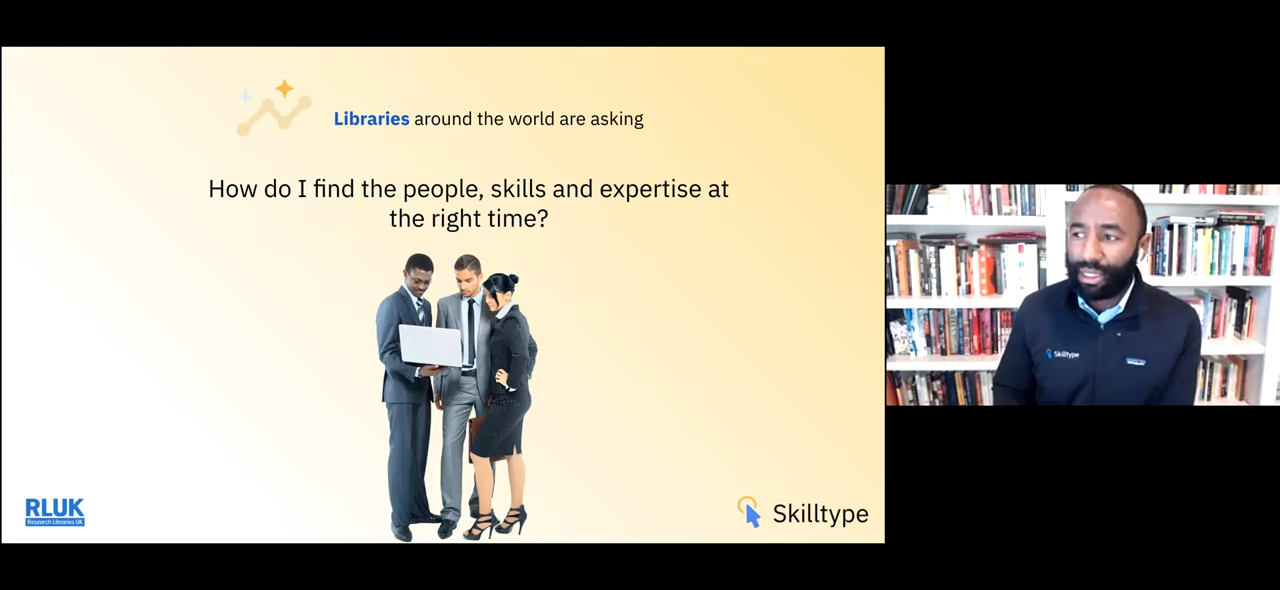 Libraries around the world are asking
How do I find the people, skills and expertise at
the right time?
RLUK
Research Libraries UK
Skilltype
Skilltype